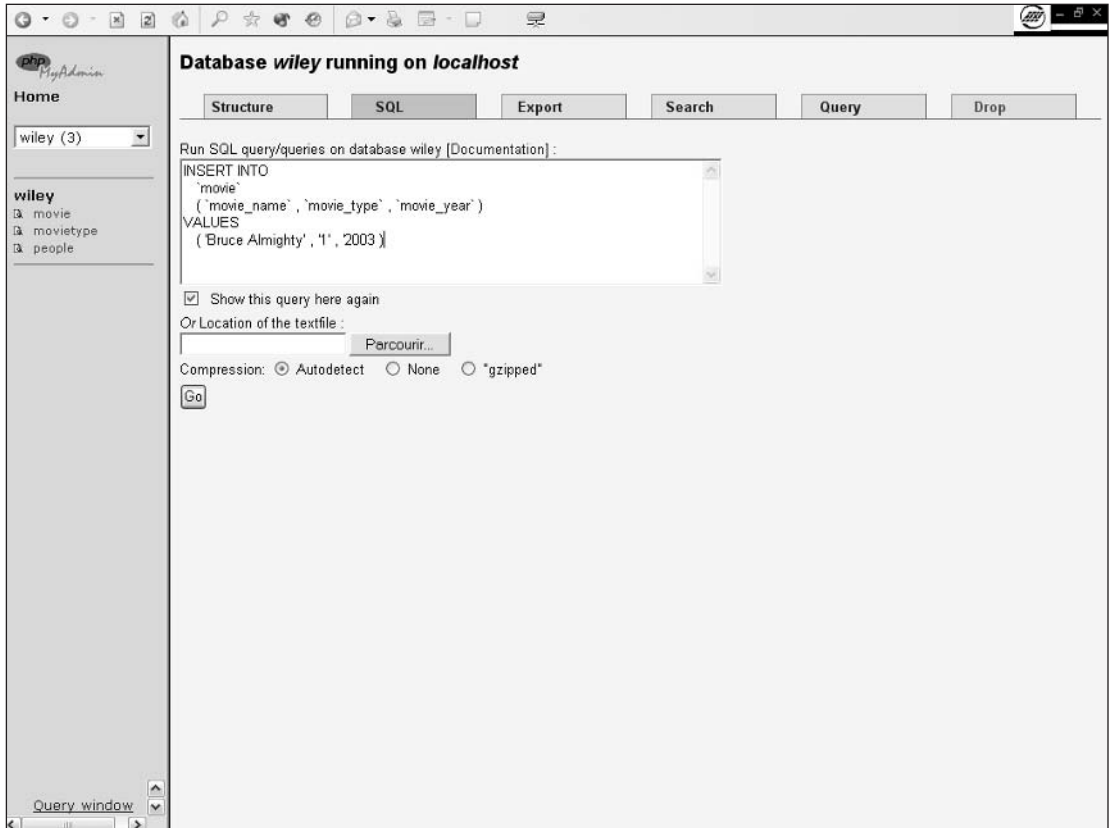 php
MyAdmin
Home
wiley (3)
wiley
movie
movietype
people
Query window
Database wiley running on localhost
Structure SQL Export Search Query Drop
Run SQL query/queries on database wiley [Documentation] :
INSERT INTO
`movie`
( `movie_name` , `movie_type` , `movie_year` )
VALUES
( 'Bruce Almighty' , '1' , '2003 )
Show this query here again
Or Location of the textfile :
Parcourir...
Compression: Autodetect None "gzipped"
Go